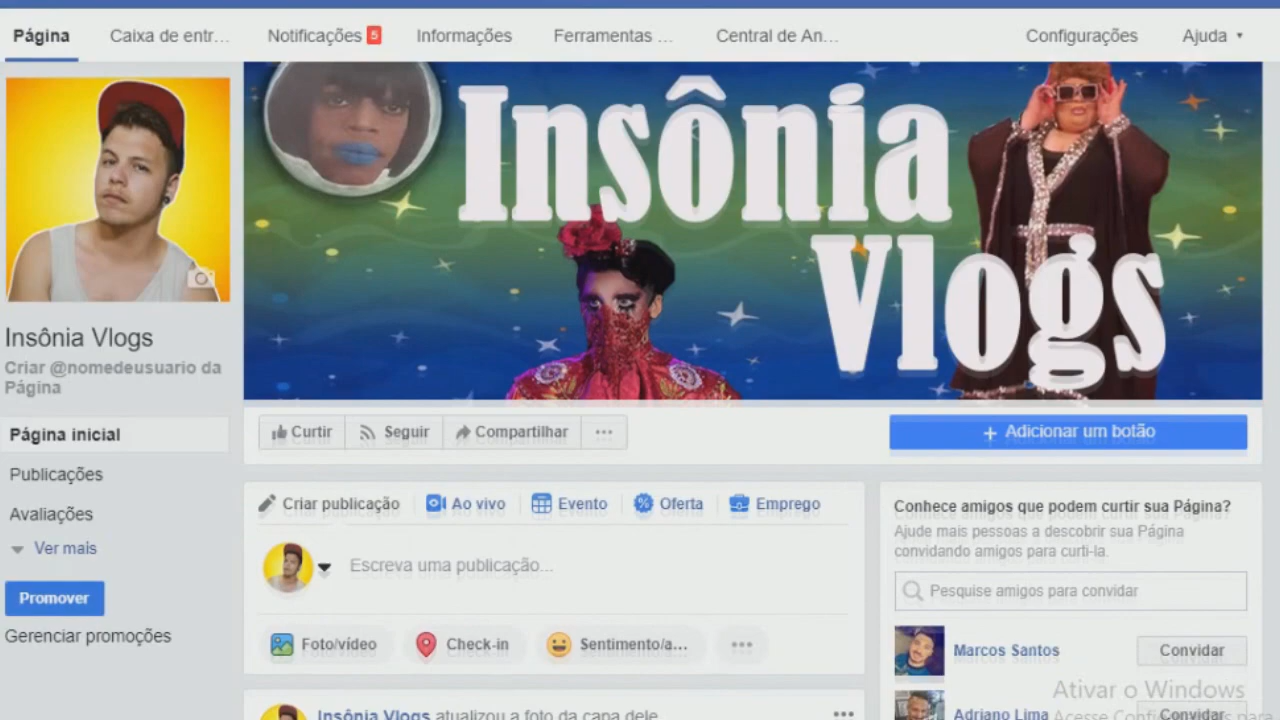 Página Caixa de entr... Notificações 5 Informações Ferramentas ... Central de An... Configurações Ajuda
Insônia
Vlogs
Insônia Vlogs
Criar @nomedeusuario da
Página
Página inicial
Publicações
Avaliações
Ver mais
Promover
Gerenciar promoções
Curtir Seguir Compartilhar ... + Adicionar um botão
Criar publicação Ao vivo Evento Oferta Emprego
Escreva uma publicação...
Foto/vídeo Check-in Sentimento/a... ...
Insônia Vlogs atualizou a foto da capa dele. ...
Conhece amigos que podem curtir sua Página?
Ajude mais pessoas a descobrir sua Página
convidando amigos para curti-la.
Pesquise amigos para convidar
Marcos Santos Convidar
Adriano Lima Convidar
Ativar o Windows
Acesse para